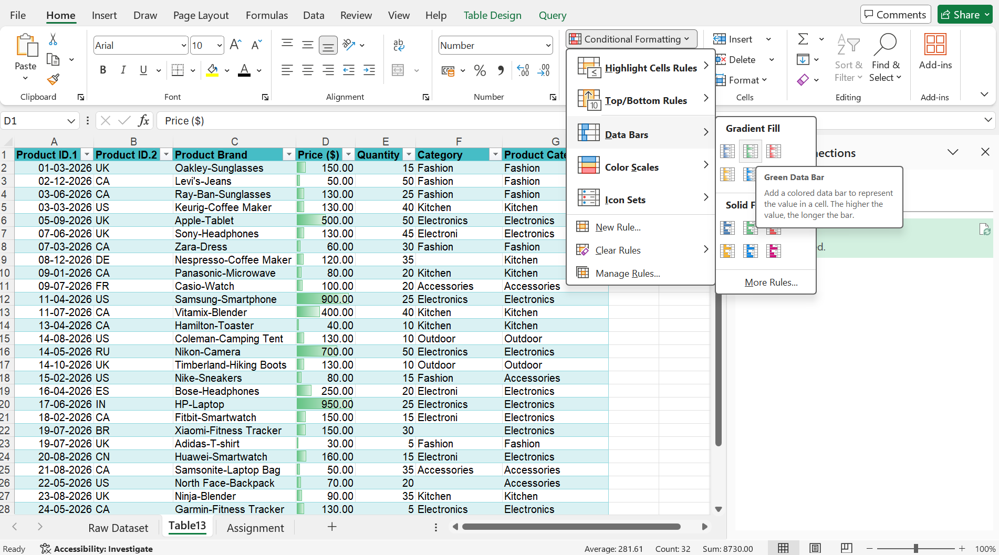 File Home Insert Draw Page Layout Formulas Data Review View Help Table Design Query Comments Share
Paste
Clipboard
Arial 10
B I U A
Font
ab
Alignment
Number
Number
Conditional Formatting
Insert
Delete
Format
Cells
Sort & Filter
Find & Select
Editing
Add-ins
Add-ins
Highlight Cells Rules
Top/Bottom Rules
Data Bars
Color Scales
Icon Sets
New Rule...
Clear Rules
Manage Rules...
Gradient Fill
Solid F
More Rules...
Green Data Bar
Add a colored data bar to represent
the value in a cell. The higher the
value, the longer the bar.
nections
d.
D1 fx Price ($)
A B C D E F G
1 Product ID.1 Product ID.2 Product Brand Price ($) Quantity Category Product Cate
2 01-03-2026 UK Oakley-Sunglasses 150.00 15 Fashion Fashion
3 02-12-2026 CA Levi's-Jeans 50.00 50 Fashion Fashion
4 03-06-2026 CA Ray-Ban-Sunglasses 130.00 25 Fashion Fashion
5 03-03-2026 US Keurig-Coffee Maker 130.00 40 Kitchen Kitchen
6 05-09-2026 UK Apple-Tablet 500.00 50 Electronics Electronics
7 07-06-2026 UK Sony-Headphones 130.00 45 Electroni Electronics
8 07-03-2026 CA Zara-Dress 60.00 30 Fashion Fashion
9 08-12-2026 DE Nespresso-Coffee Maker 120.00 35 Kitchen
10 09-01-2026 CA Panasonic-Microwave 80.00 20 Kitchen Kitchen
11 09-07-2026 FR Casio-Watch 100.00 20 Accessories Accessories
12 11-04-2026 US Samsung-Smartphone 900.00 25 Electronics Electronics
13 11-07-2026 CA Vitamix-Blender 400.00 40 Kitchen Kitchen
14 13-04-2026 CA Hamilton-Toaster 40.00 10 Kitchen Kitchen
15 14-08-2026 US Coleman-Camping Tent 130.00 10 Outdoor Outdoor
16 14-05-2026 RU Nikon-Camera 700.00 50 Electronics Electronics
17 14-10-2026 UK Timberland-Hiking Boots 130.00 10 Outdoor Outdoor
18 15-02-2026 US Nike-Sneakers 80.00 15 Fashion Accessories
19 16-04-2026 ES Bose-Headphones 250.00 20 Electroni Electronics
20 17-06-2026 IN HP-Laptop 950.00 25 Electronics Electronics
21 18-02-2026 CA Fitbit-Smartwatch 150.00 15 Electroni Electronics
22 19-07-2026 BR Xiaomi-Fitness Tracker 150.00 30 Electronics
23 19-07-2026 UK Adidas-T-shirt 30.00 5 Fashion Fashion
24 20-08-2026 CN Huawei-Smartwatch 160.00 15 Electroni Electronics
25 21-08-2026 CA Samsonite-Laptop Bag 50.00 35 Accessories Accessories
26 22-05-2026 US North Face-Backpack 70.00 20 Accessories
27 23-08-2026 UK Ninja-Blender 90.00 35 Kitchen Kitchen
28 24-05-2026 CA Garmin-Fitness Tracker 130.00 5 Electronics Electronics
Raw Dataset Table13 Assignment
Ready Accessibility: Investigate Average: 281.61 Count: 32 Sum: 8730.00 100%